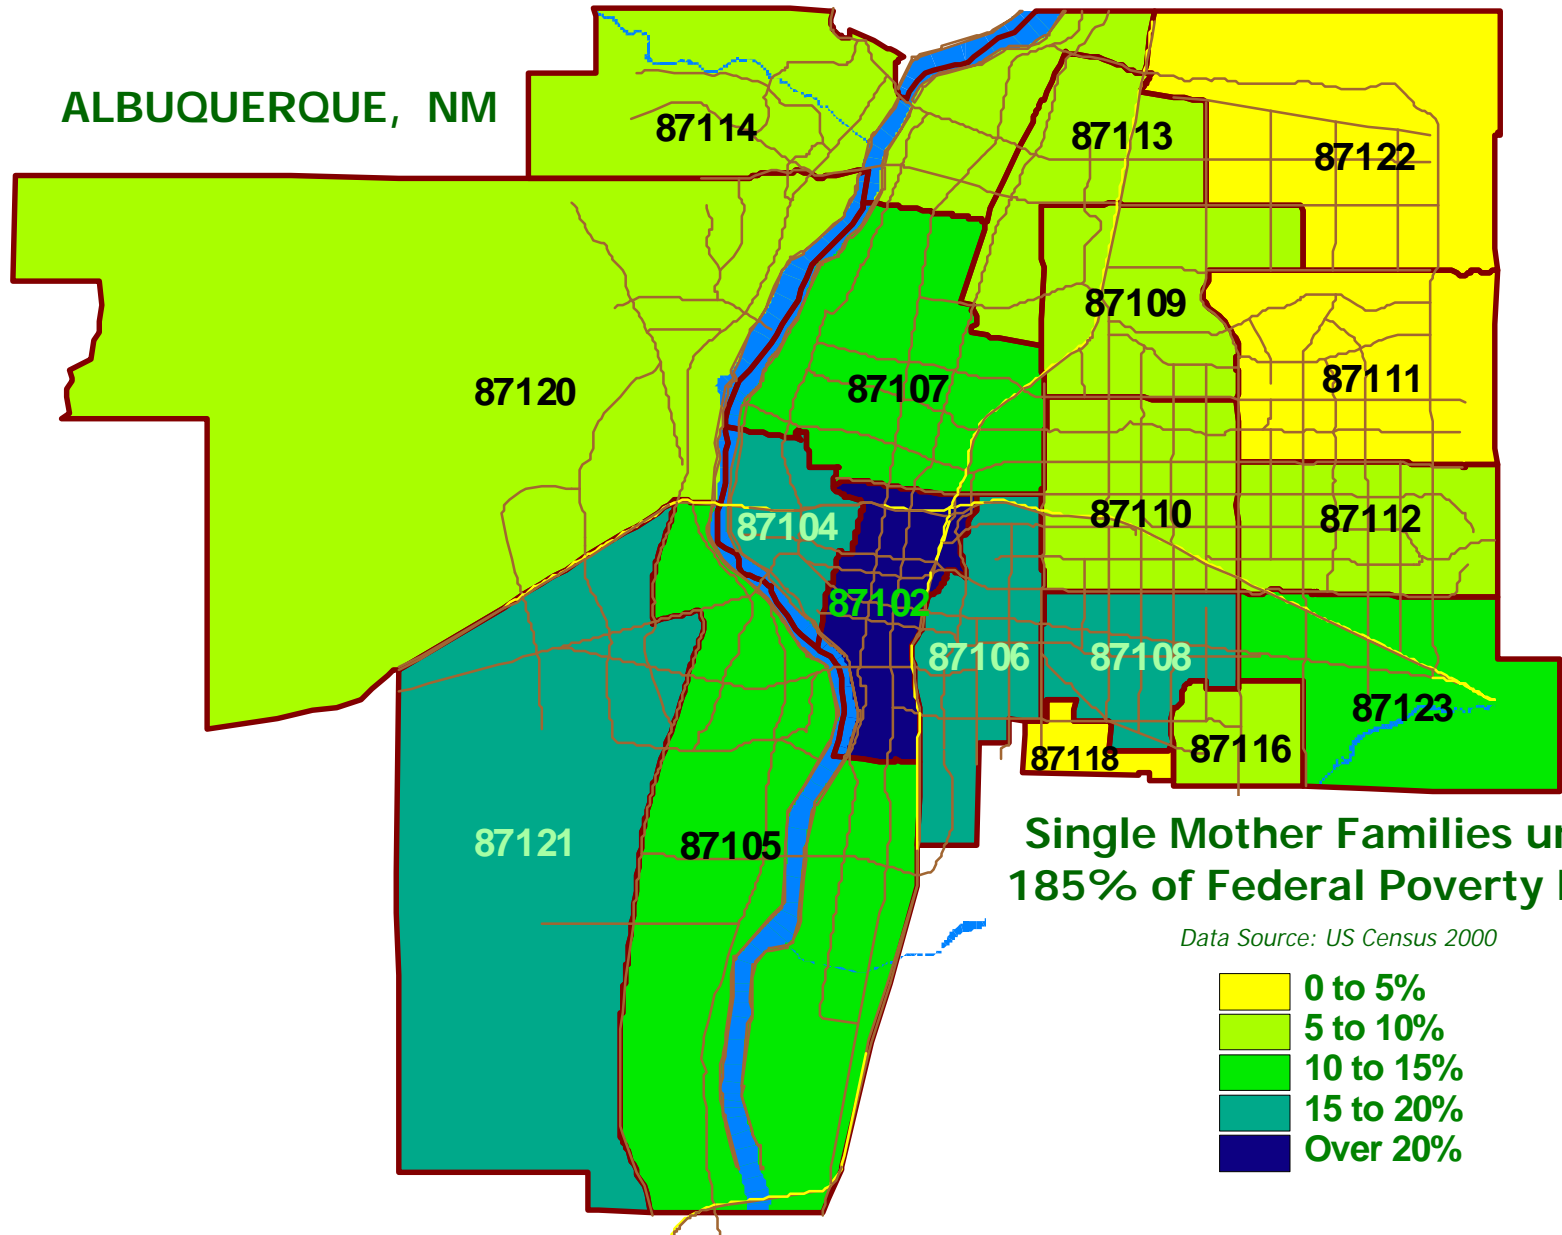 ALBUQUERQUE, NM
87114
87113
87122
87109
87120
87107
87111
87104
87110
87112
87102
87106
87108
87123
87116
87118
87121
87105
Single Mother Families
185% of Federal Poverty
Data Source: US Census 2000
0 to 5%
5 to 10%
10 to 15%
15 to 20%
Over 20%